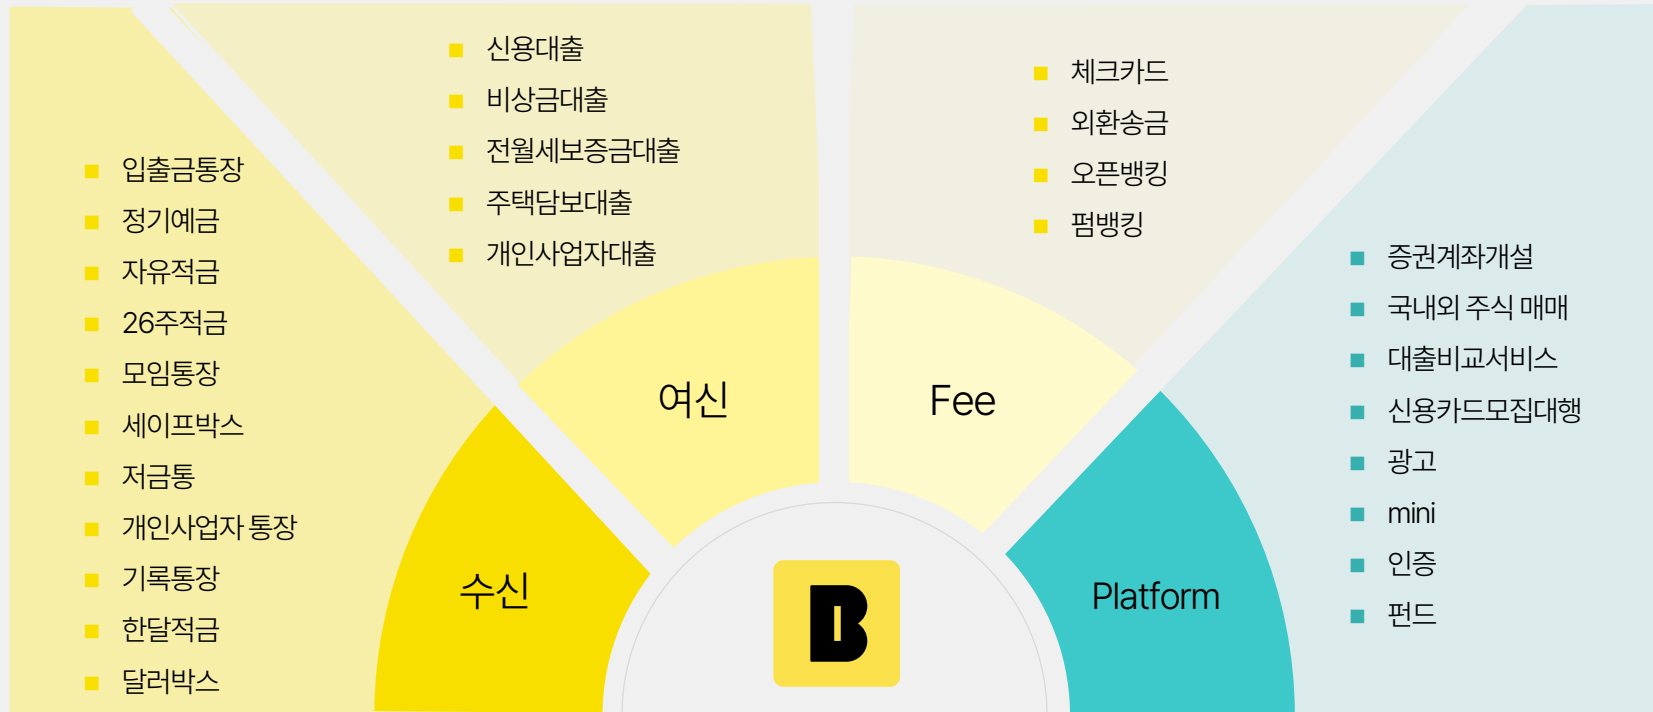 입출금통장
정기예금
자유적금
26주적금
모임통장
세이프박스
저금통
개인사업자 통장
기록통장
한달적금
달러박스
수신
신용대출
비상금대출
전월세보증금대출
주택담보대출
개인사업자대출
여신
체크카드
외환송금
오픈뱅킹
펌뱅킹
Fee
증권계좌개설
국내외 주식 매매
대출비교서비스
신용카드모집대행
광고
mini
인증
펀드
Platform
B